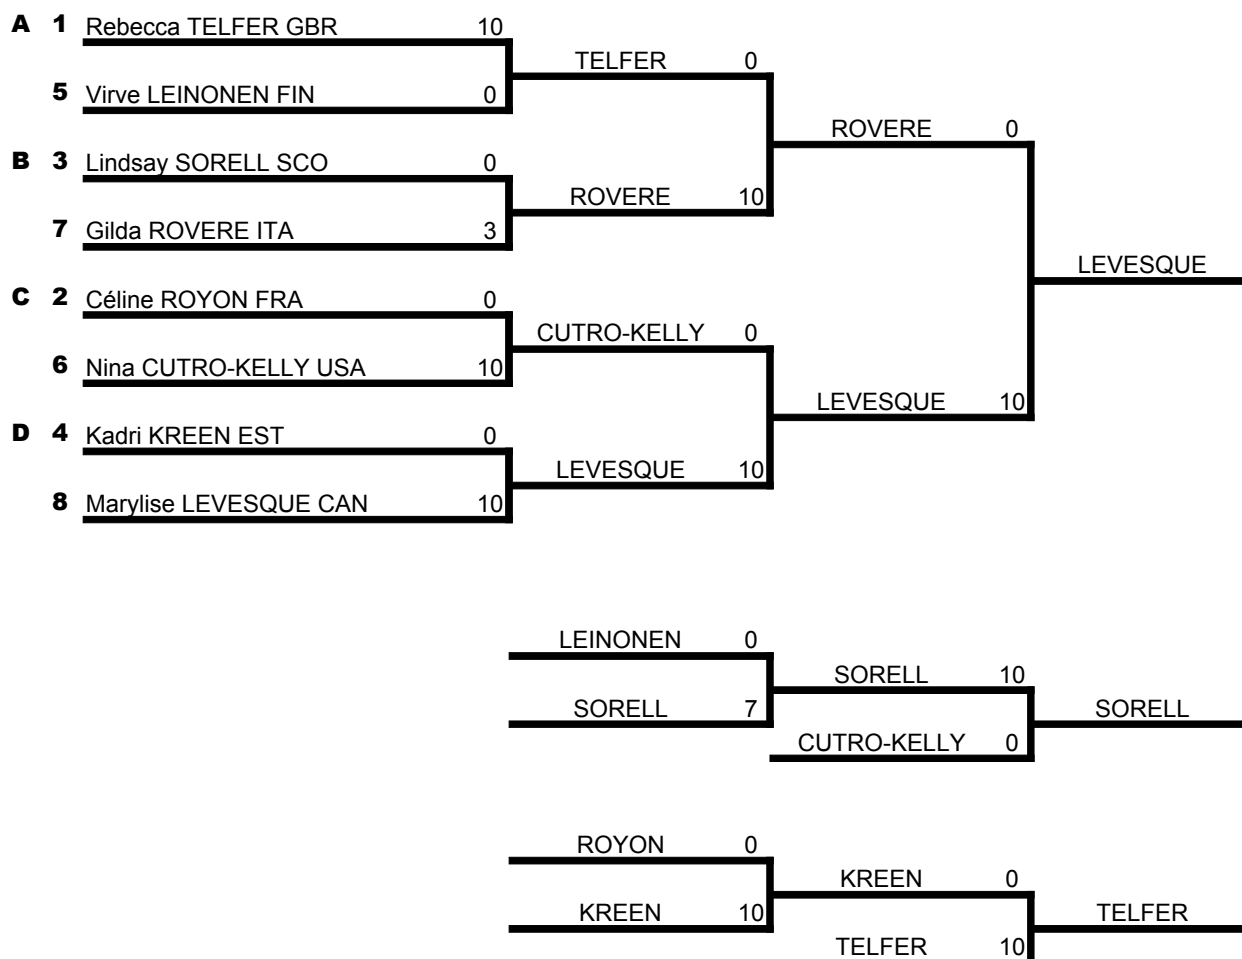 A 1 Rebecca TELFER GBR 10
TELFER 0
5 Virve LEINONEN FIN 0
ROVERE 0
B 3 Lindsay SORELL SCO 0
ROVERE 10
7 Gilda ROVERE ITA 3
LEVESQUE
C 2 Céline ROYON FRA 0
CUTRO-KELLY 0
6 Nina CUTRO-KELLY USA 10
LEVESQUE 10
D 4 Kadri KREEN EST 0
LEVESQUE 10
8 Marylise LEVESQUE CAN 10
LEINONEN 0
SORELL 10
SORELL 7
SORELL
CUTRO-KELLY 0
ROYON 0
KREEN 0
KREEN 10
TELFER
TELFER 10